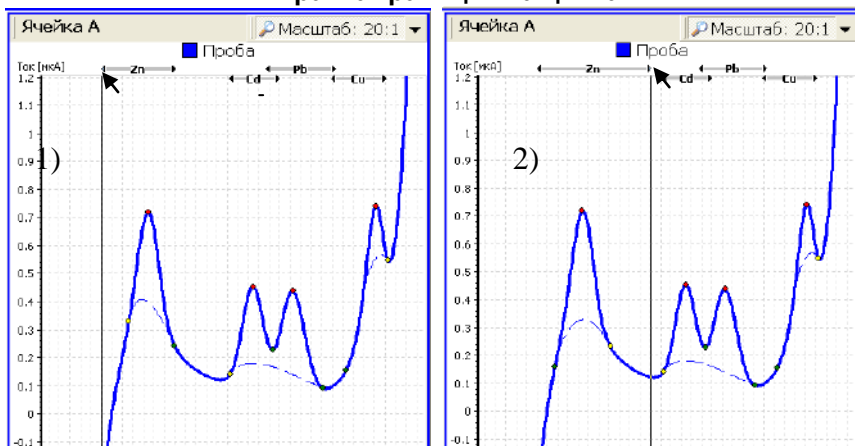 Ячейка А
Масштаб: 20:1
Проба
Ток [мкА]
Zn
Cd
Pb
Cu
1.2
1.1
1
0.9
0.8
0.7
0.6
0.5
0.4
0.3
0.2
0.1
0
-0.1
1)
Ячейка А
Масштаб: 20:1
Проба
Ток [мкА]
Zn
Cd
Pb
Cu
1.2
1.1
1
0.9
0.8
0.7
0.6
0.5
0.4
0.3
0.2
0.1
0
-0.1
2)